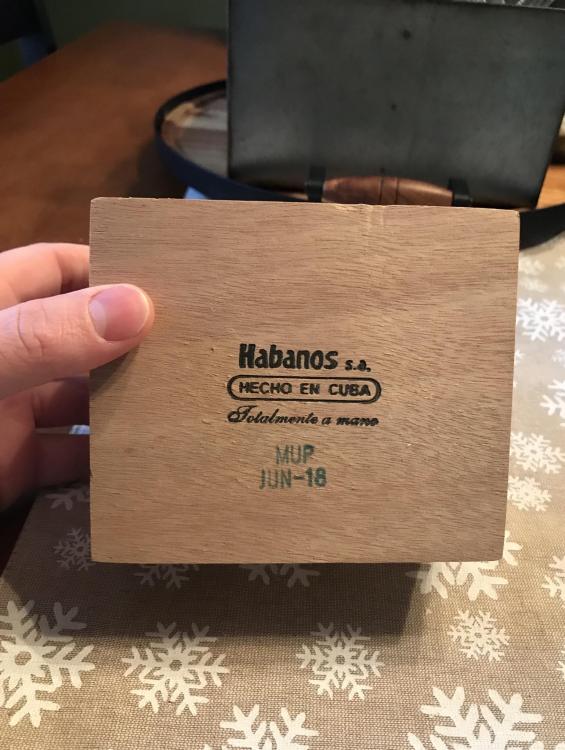 Habanos s.a.
HECHO EN CUBA
Totalmente a mano
MUP
JUN-18